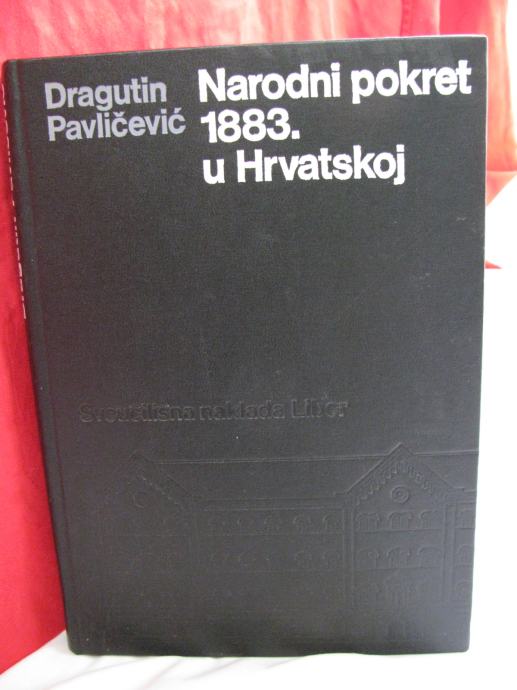 Dragutin
Pavličević
Narodni pokret
1883.
u Hrvatskoj
Sveučilišna naklada Liber